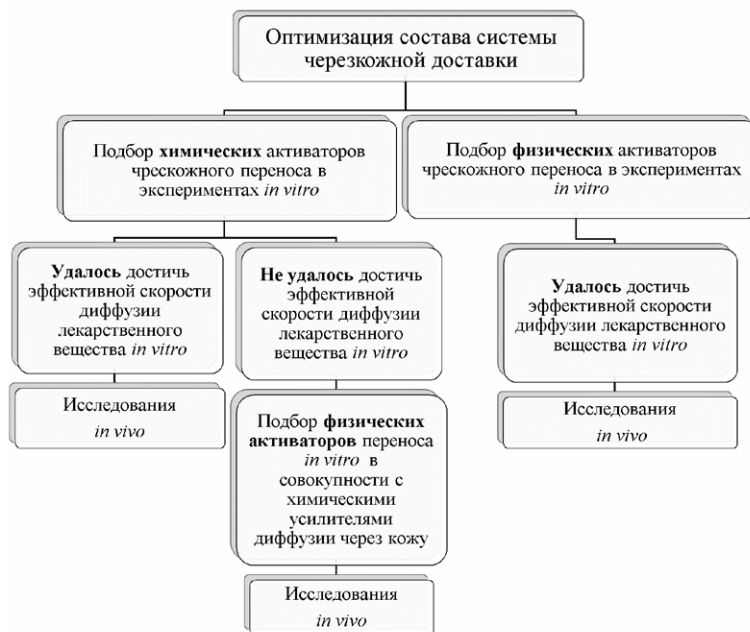 Оптимизация состава системы
черезкожной доставки
Подбор химических активаторов
чрескожного переноса в
экспериментах in vitro
Подбор физических активаторов
чрескожного переноса в экспериментах
in vitro
Удалось достичь
эффективной скорости
диффузии
лекарственного
вещества in vitro
Не удалось достич
эффективной
скорости диффузии
лекарственного
вещества in vitro
Удалось достичь
эффективной скорости
диффузии лекарственного
вещества in vitro
Исследования
in vivo
Подбор физических
активаторов переноса
in vitro в
совокупности с
химическими
усилителями
диффузии через кожу
Исследования
in vivo
Исследования
in vivo